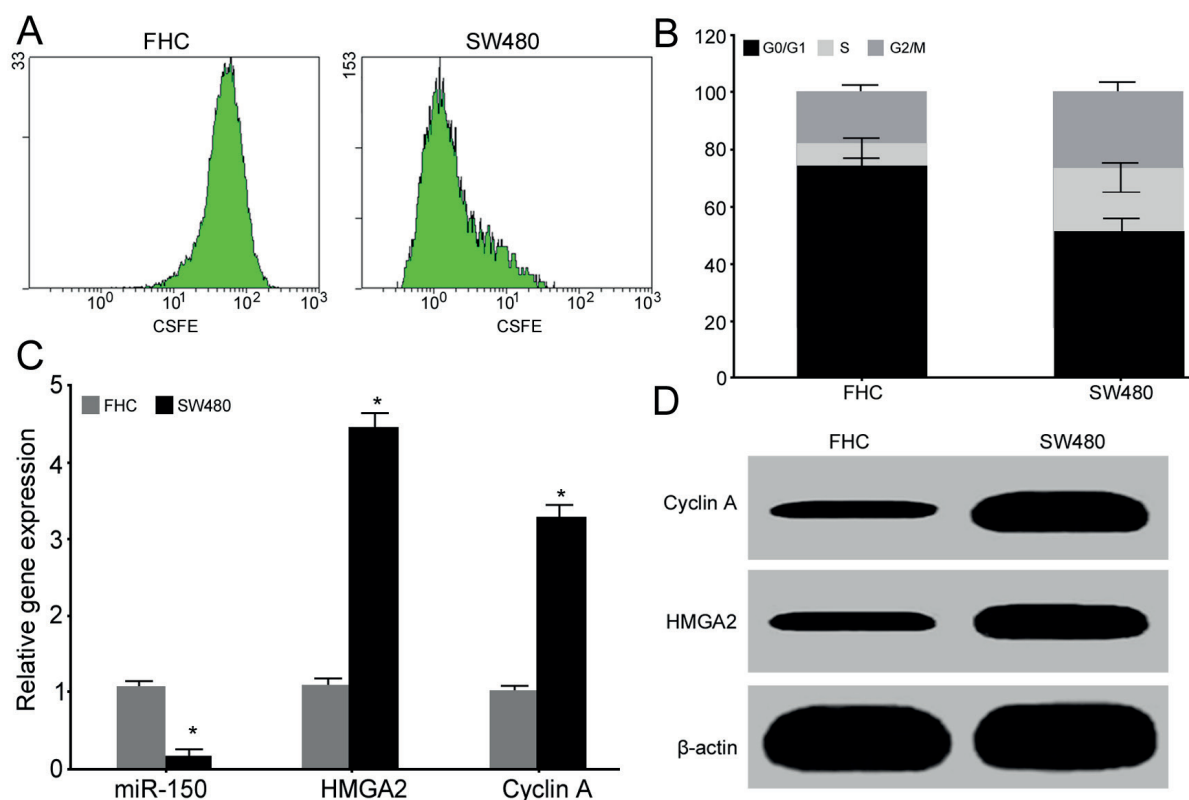 A
FHC
SW480
33
153
10⁰ 10¹ 10² 10³
10⁰ 10¹ 10² 10³
CSFE
CSFE
B
120
100
80
60
40
20
0
G0/G1 S G2/M
FHC
SW480
C
Relative gene expression
5
4
3
2
1
0
FHC SW480
*
*
*
miR-150
HMGA2
Cyclin A
D
FHC
SW480
Cyclin A
HMGA2
β-actin